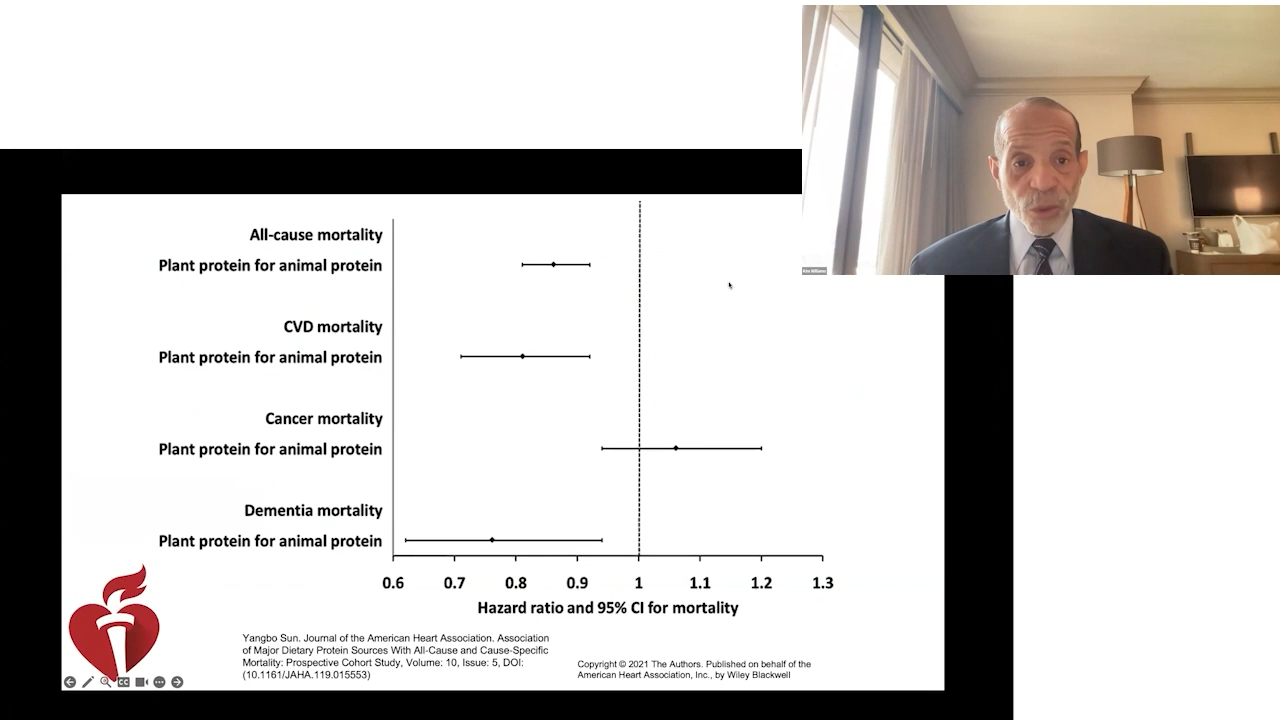 All-cause mortality
Plant protein for animal protein
CVD mortality
Plant protein for animal protein
Cancer mortality
Plant protein for animal protein
Dementia mortality
Plant protein for animal protein
0.6 0.7 0.8 0.9 1 1.1 1.2 1.3
Hazard ratio and 95% CI for mortality
Yangbo Sun. Journal of the American Heart Association. Association
of Major Dietary Protein Sources With All-Cause and Cause-Specific
Mortality: Prospective Cohort Study, Volume: 10, Issue: 5, DOI:
(10.1161/JAHA.119.015553)
Copyright © 2021 The Authors. Published on behalf of the
American Heart Association, Inc., by Wiley Blackwell
CC